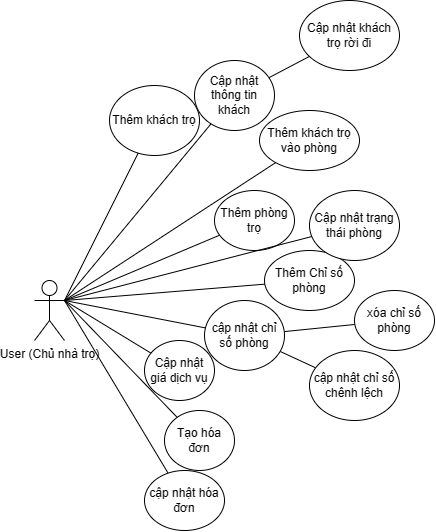 Cập nhật khách
trọ rời đi
Cập nhật
thông tin
khách
Thêm khách trọ
Thêm khách trọ
vào phòng
Thêm phòng
trọ
Cập nhật trạng
thái phòng
Thêm Chỉ số
phòng
xóa chỉ số
phòng
cập nhật chỉ
số phòng
User (Chủ nhà trọ)
Cập nhật
giá dịch vụ
cập nhật chỉ số
chênh lệch
Tạo hóa
đơn
cập nhật hóa
đơn